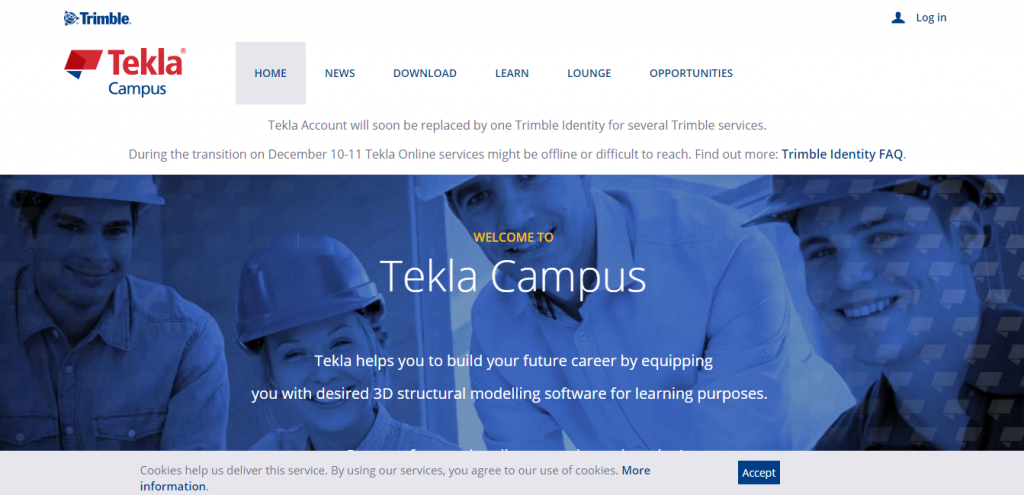 Trimble.
Log in
Tekla®
Campus
HOME
NEWS
DOWNLOAD
LEARN
LOUNGE
OPPORTUNITIES
Tekla Account will soon be replaced by one Trimble Identity for several Trimble services.
During the transition on December 10-11 Tekla Online services might be offline or difficult to reach. Find out more: Trimble Identity FAQ.
WELCOME TO
Tekla Campus
Tekla helps you to build your future career by equipping
you with desired 3D structural modelling software for learning purposes.
Cookies help us deliver this service. By using our services, you agree to our use of cookies. More
information.
Accept